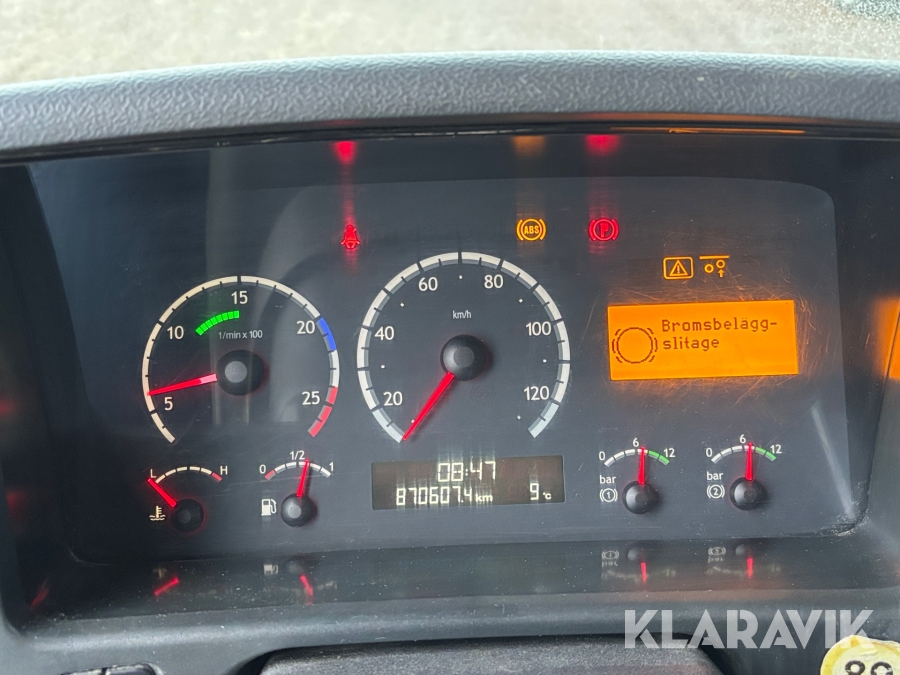 ABS
P
5
10
15
20
25
1/min x 100
20
40
60
80
100
120
km/h
Bromsbelägg-
slitage
L
H
0
1/2
1
08:47
870607.4 km
9 °C
0
6
12
bar
1
0
6
12
bar
2
KLARAVIK